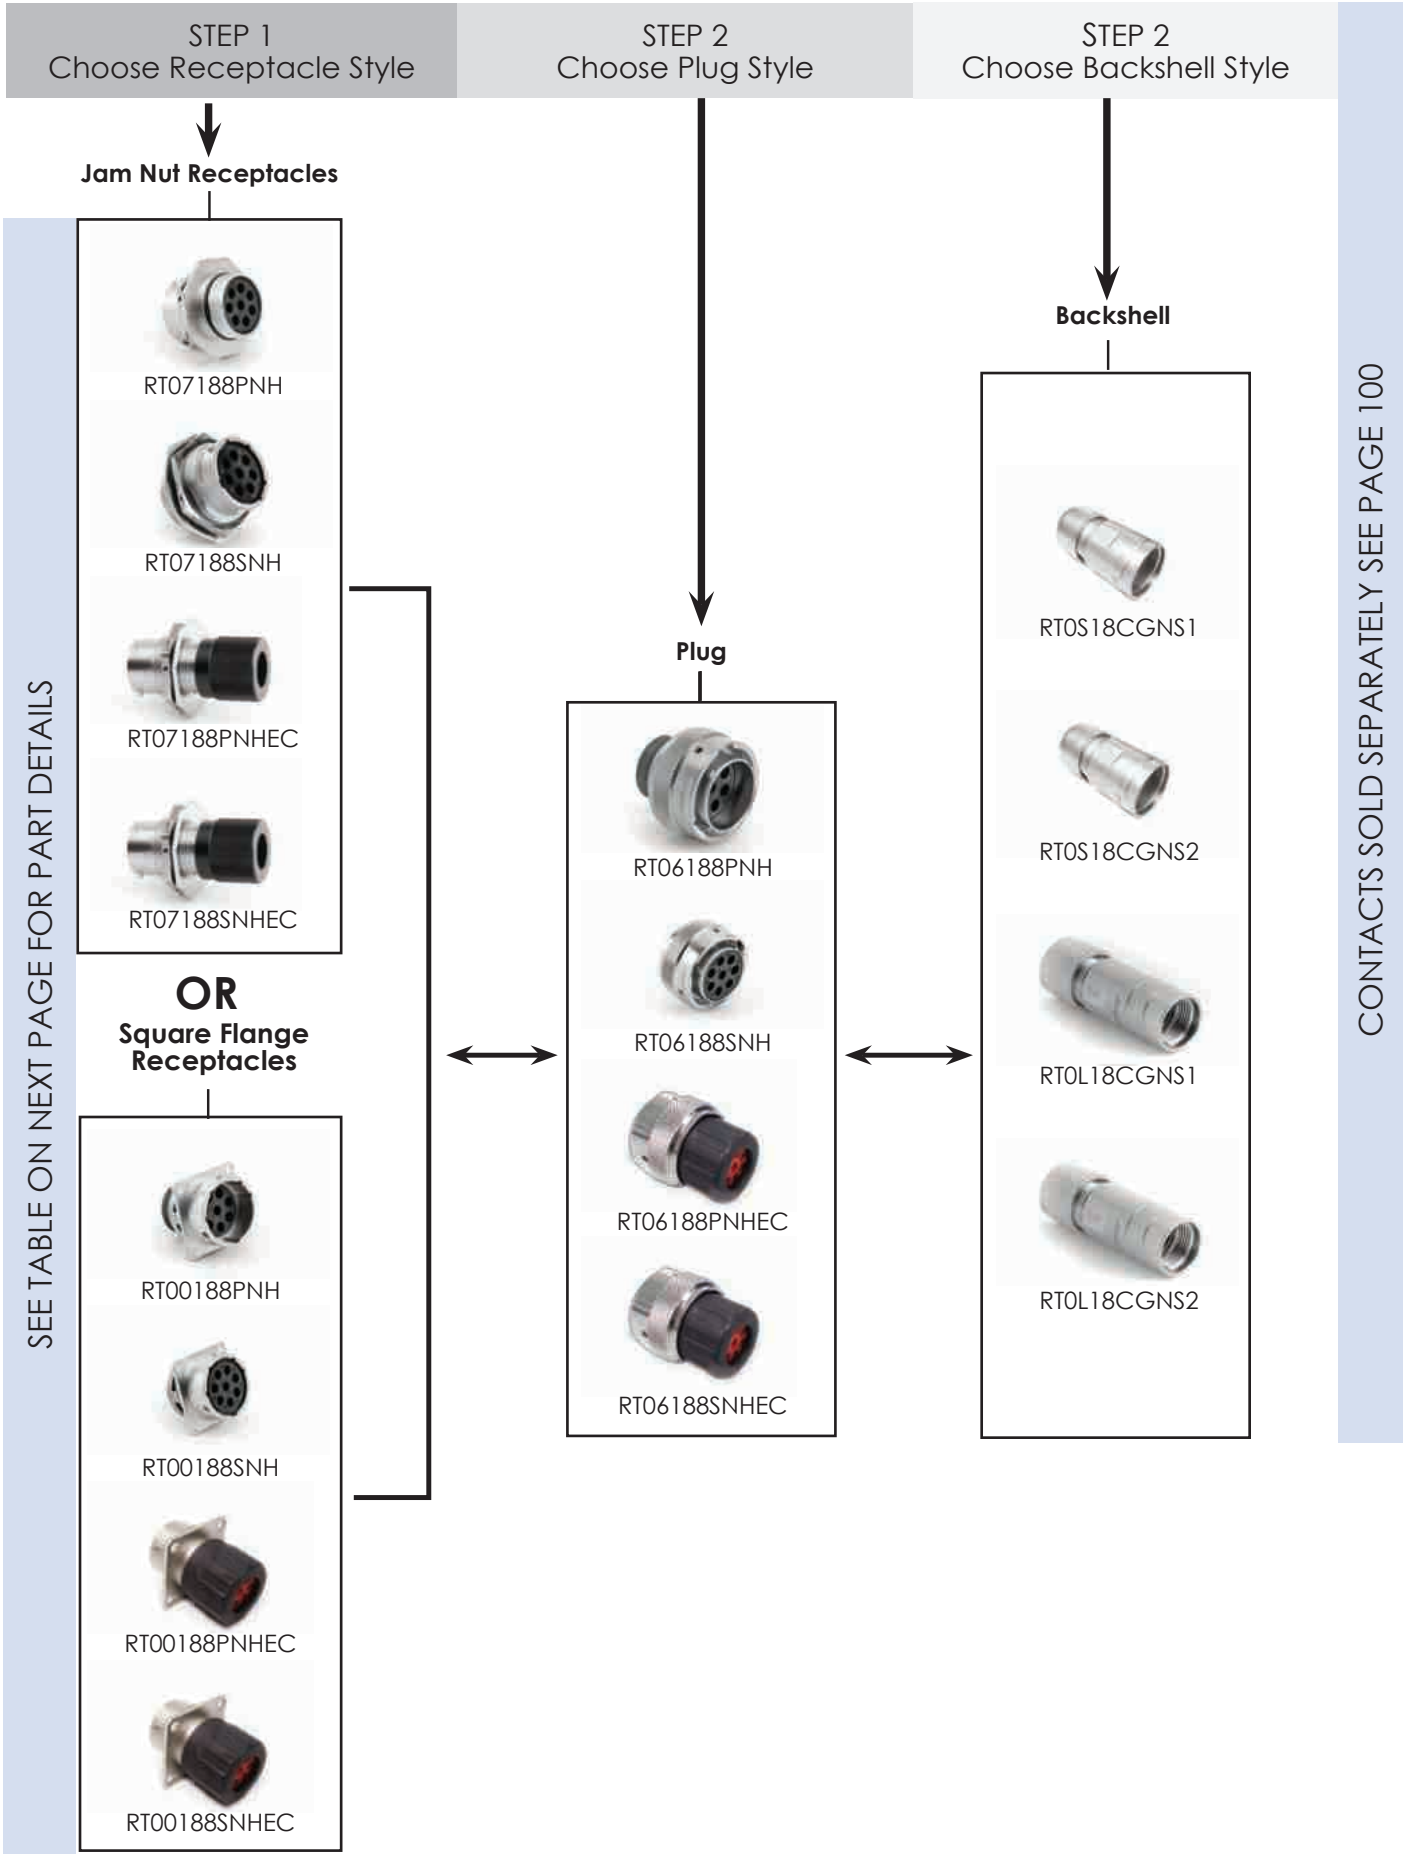 STEP 1
Choose Receptacle Style
STEP 2
Choose Plug Style
STEP 2
Choose Backshell Style
Jam Nut Receptacles
RT07188PNH
RT07188SNH
RT07188PNHEC
RT07188SNHEC
OR
Square Flange
Receptacles
RT00188PNH
RT00188SNH
RT00188PNHEC
RT00188SNHEC
Plug
RT06188PNH
RT06188SNH
RT06188PNHEC
RT06188SNHEC
Backshell
RT0S18CGNS1
RT0S18CGNS2
RT0L18CGNS1
RT0L18CGNS2
SEE TABLE ON NEXT PAGE FOR PART DETAILS
CONTACTS SOLD SEPARATELY SEE PAGE 100